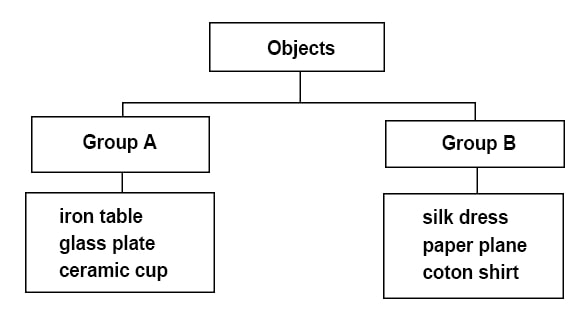 Objects
Group A
Group B
iron table
glass plate
ceramic cup
silk dress
paper plane
coton shirt